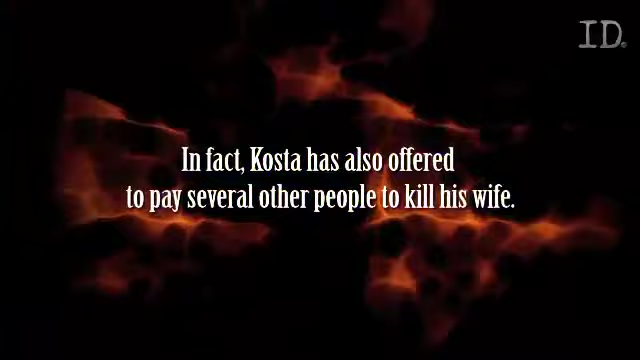 ID
In fact, Kosta has also offered
to pay several other people to kill his wife.